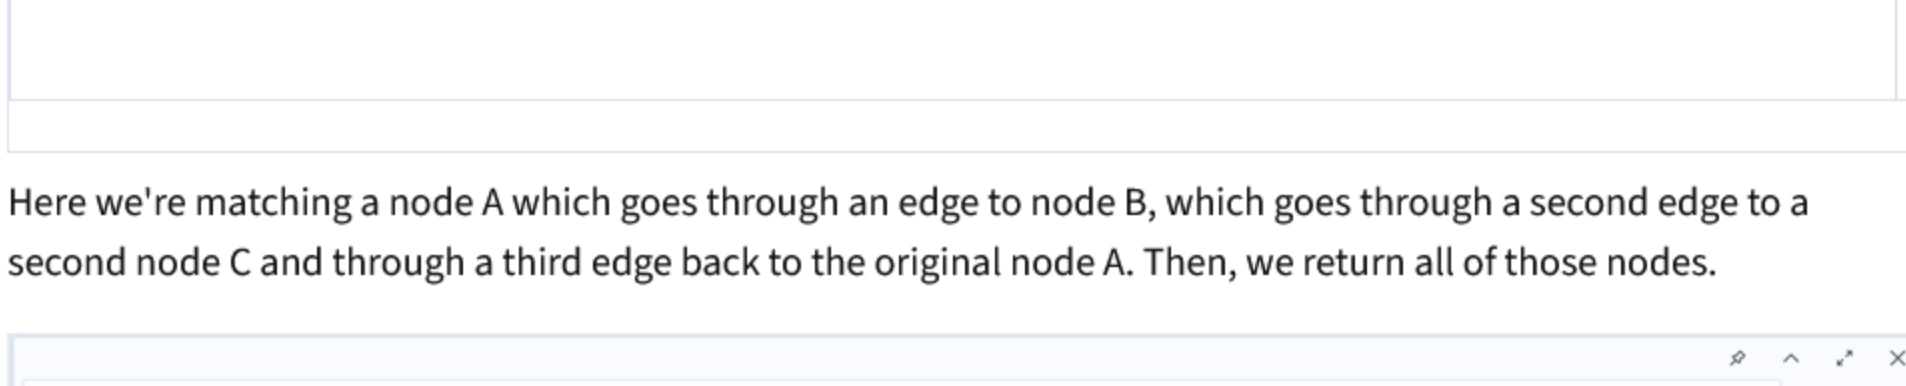 Here we're matching a node A which goes through an edge to node B, which goes through a second edge to a
second node C and through a third edge back to the original node A. Then, we return all of those nodes.